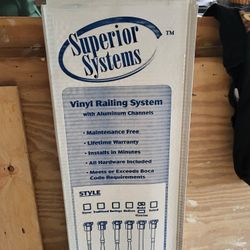 Superior
Systems
™
Vinyl Railing System
with Aluminum Channels
• Maintenance Free
• Lifetime Warranty
• Installs in Minutes
• All Hardware Included
• Meets or Exceeds Boca
Code Requirements
STYLE
Traditional